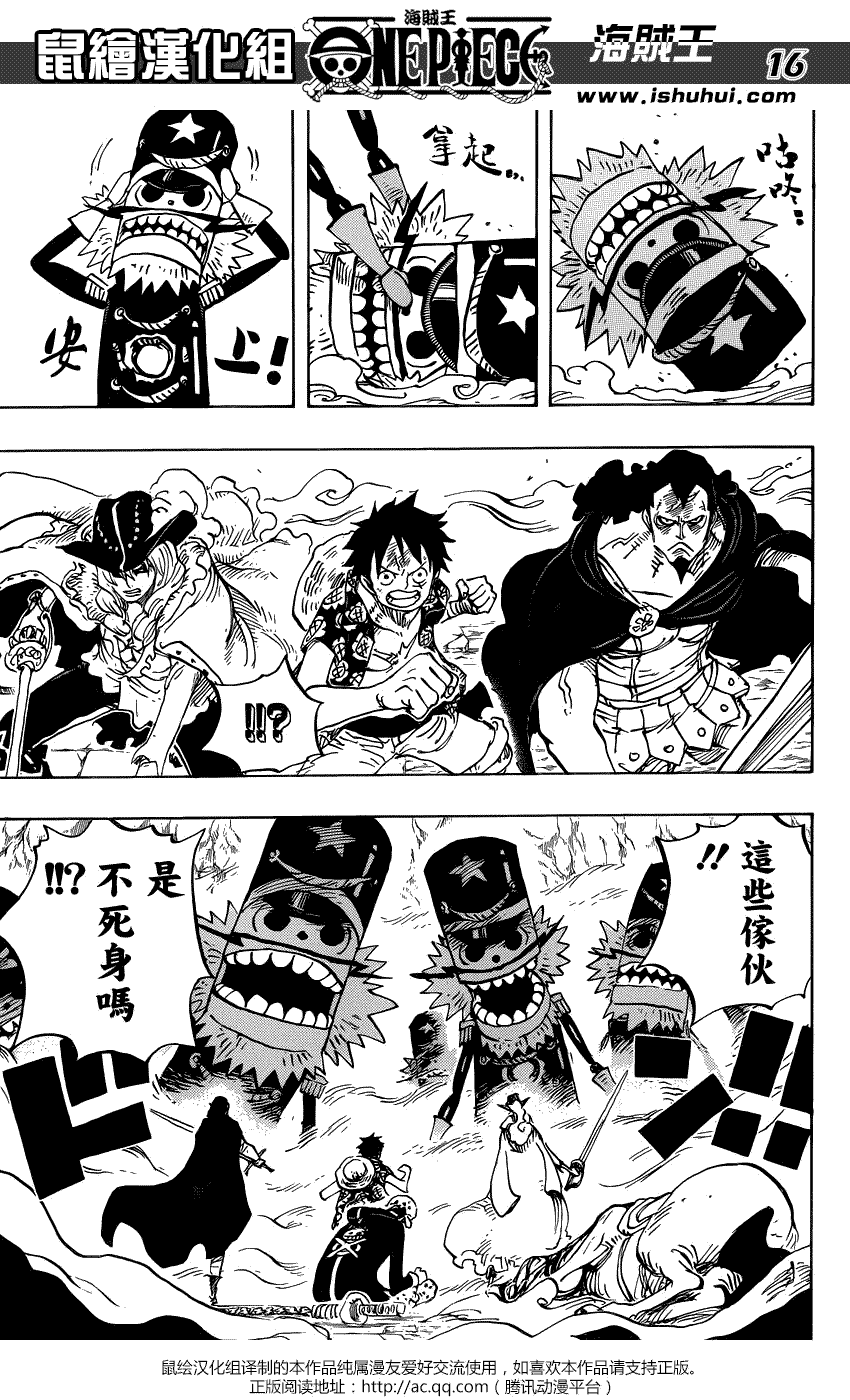 鼠繪漢化組
海賊王
ONE PIECE
海賊王
www.ishuhui.com
16
咕咚…
拿起…
安上!
!!?
這些傢伙!!
是
不死身嗎
!!?
ド
ン
!!
鼠绘汉化组译制的本作品纯属漫友爱好交流使用，如喜欢本作品请支持正版。
正版阅读地址：http://ac.qq.com（腾讯动漫平台）